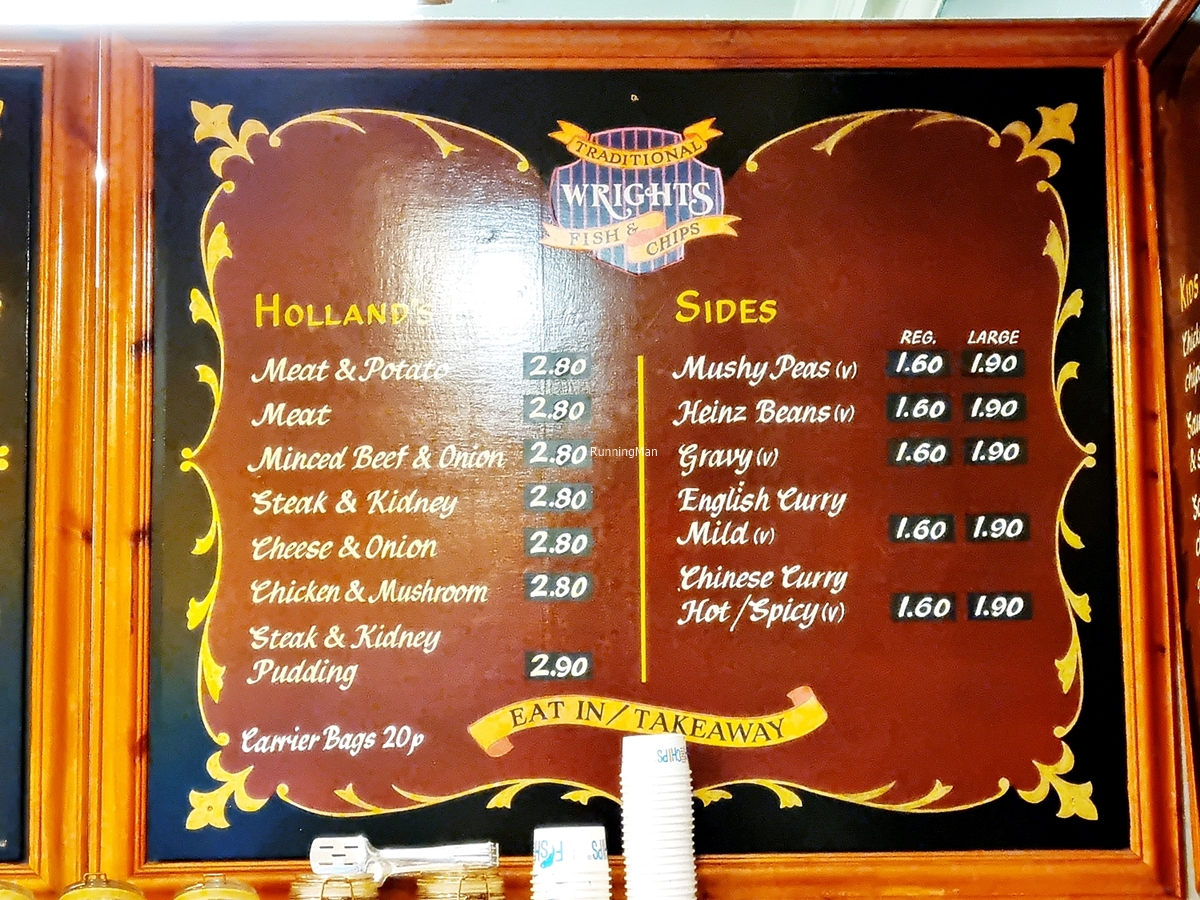 TRADITIONAL
WRIGHTS
FISH & CHIPS
HOLLAND'S
Meat & Potato 2.80
Meat 2.80
Minced Beef & Onion 2.80
Steak & Kidney 2.80
Cheese & Onion 2.80
Chicken & Mushroom 2.80
Steak & Kidney
Pudding 2.90
Carrier Bags 20p
SIDES
REG. LARGE
Mushy Peas (v) 1.60 1.90
Heinz Beans (v) 1.60 1.90
Gravy (v) 1.60 1.90
English Curry
Mild (v) 1.60 1.90
Chinese Curry
Hot/Spicy (v) 1.60 1.90
EAT IN / TAKEAWAY
RunningMan
CHIPS